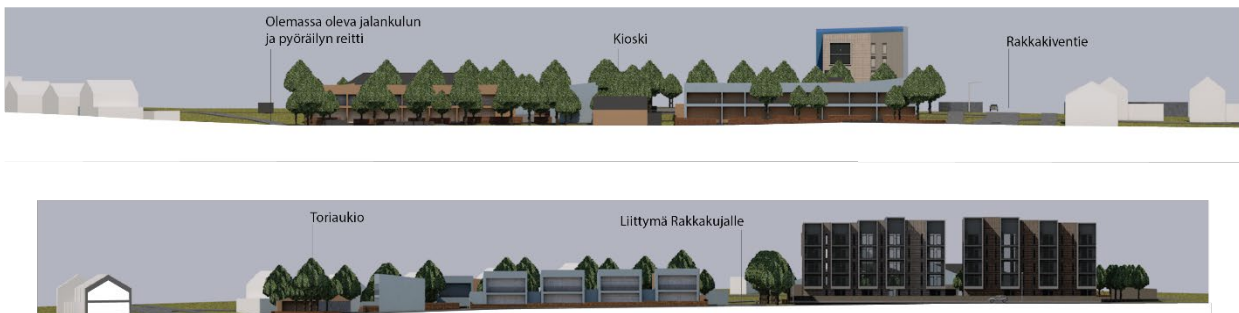 Olemassa oleva jalankulun
ja pyöräilyn reitti
Kioski
Rakkakiventie
Toriaukio
Liittymä Rakkakujalle